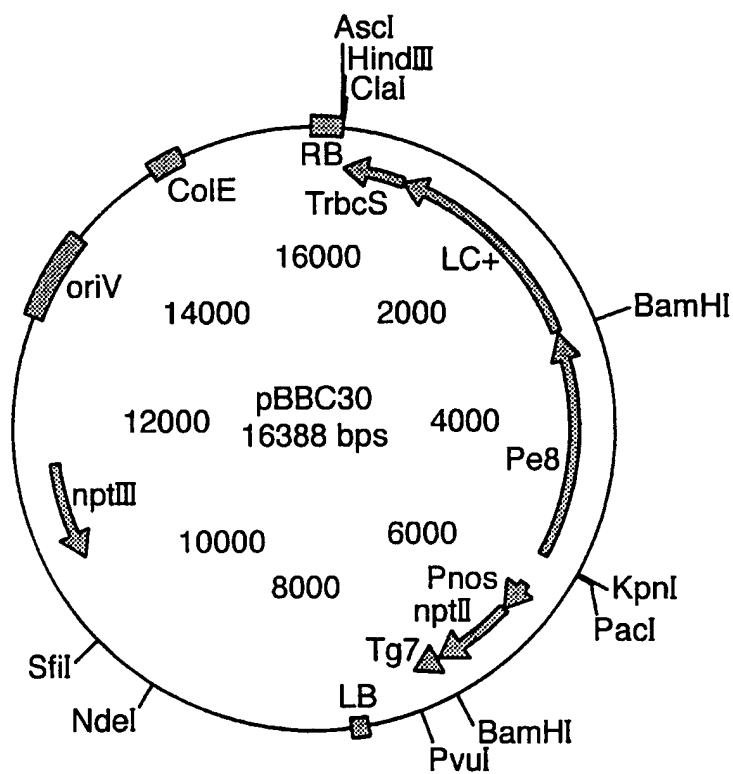 AscI
HindⅢ
ClaI
RB
ColE
TrbcS
LC+
16000
oriV
14000
2000
BamHI
pBBC30
16388 bps
12000
4000
Pe8
nptⅢ
10000
6000
8000
Pnos
KpnI
nptⅡ
PacI
Tg7
SfiI
LB
NdeI
BamHI
PvuI